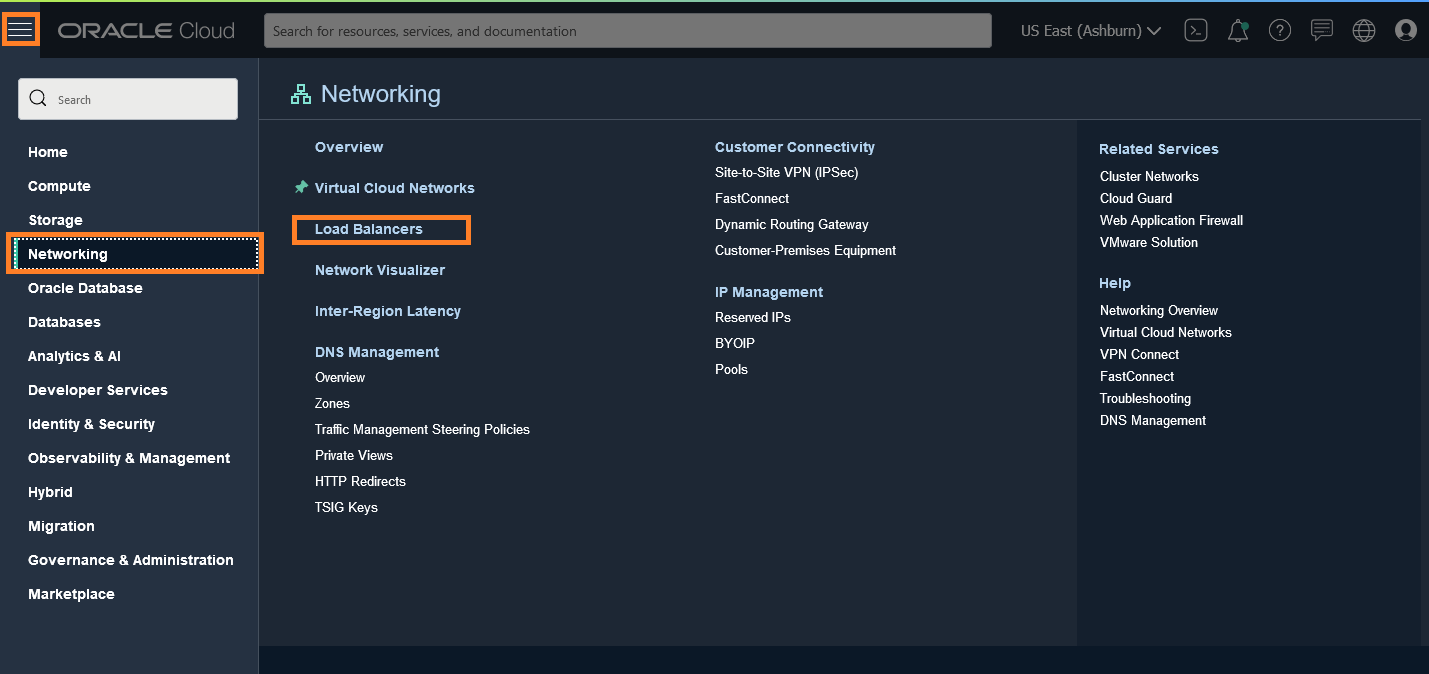 ORACLE Cloud
Search for resources, services, and documentation
US East (Ashburn)
Search
Home
Compute
Storage
Networking
Oracle Database
Databases
Analytics & AI
Developer Services
Identity & Security
Observability & Management
Hybrid
Migration
Governance & Administration
Marketplace
Networking
Overview
Virtual Cloud Networks
Load Balancers
Network Visualizer
Inter-Region Latency
DNS Management
Overview
Zones
Traffic Management Steering Policies
Private Views
HTTP Redirects
TSIG Keys
Customer Connectivity
Site-to-Site VPN (IPSec)
FastConnect
Dynamic Routing Gateway
Customer-Premises Equipment
IP Management
Reserved IPs
BYOIP
Pools
Related Services
Cluster Networks
Cloud Guard
Web Application Firewall
VMware Solution
Help
Networking Overview
Virtual Cloud Networks
VPN Connect
FastConnect
Troubleshooting
DNS Management